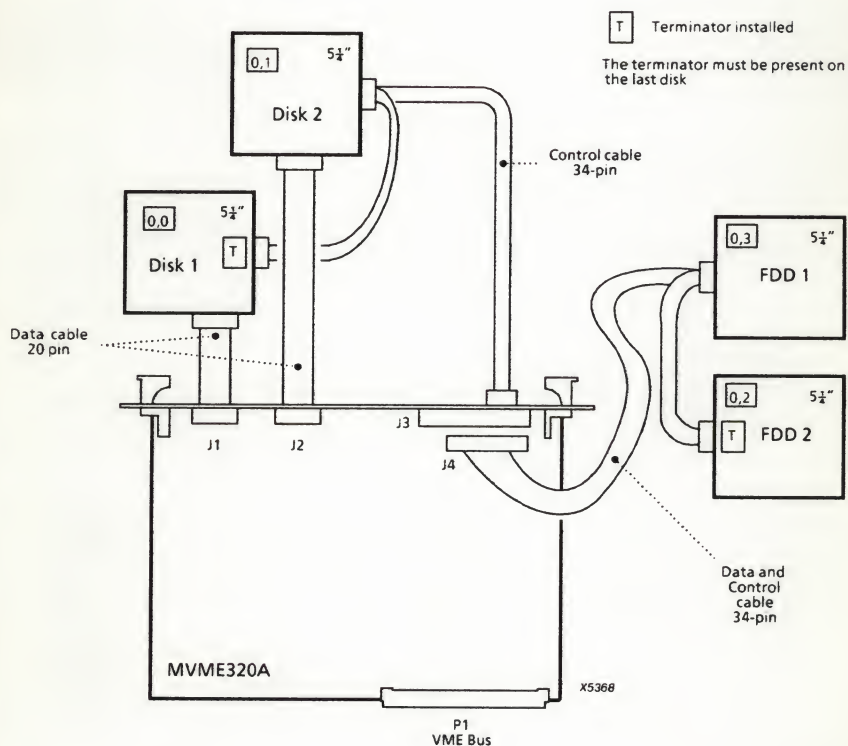 T Terminator installed
The terminator must be present on
the last disk
0,1 5¼"
Disk 2
Control cable
34-pin
0,0 5¼"
T
Disk 1
0,3 5¼"
FDD 1
Data cable
20 pin
0,2 5¼"
T
FDD 2
J1
J2
J3
J4
Data and
Control
cable
34-pin
MVME320A
X5368
P1
VME Bus